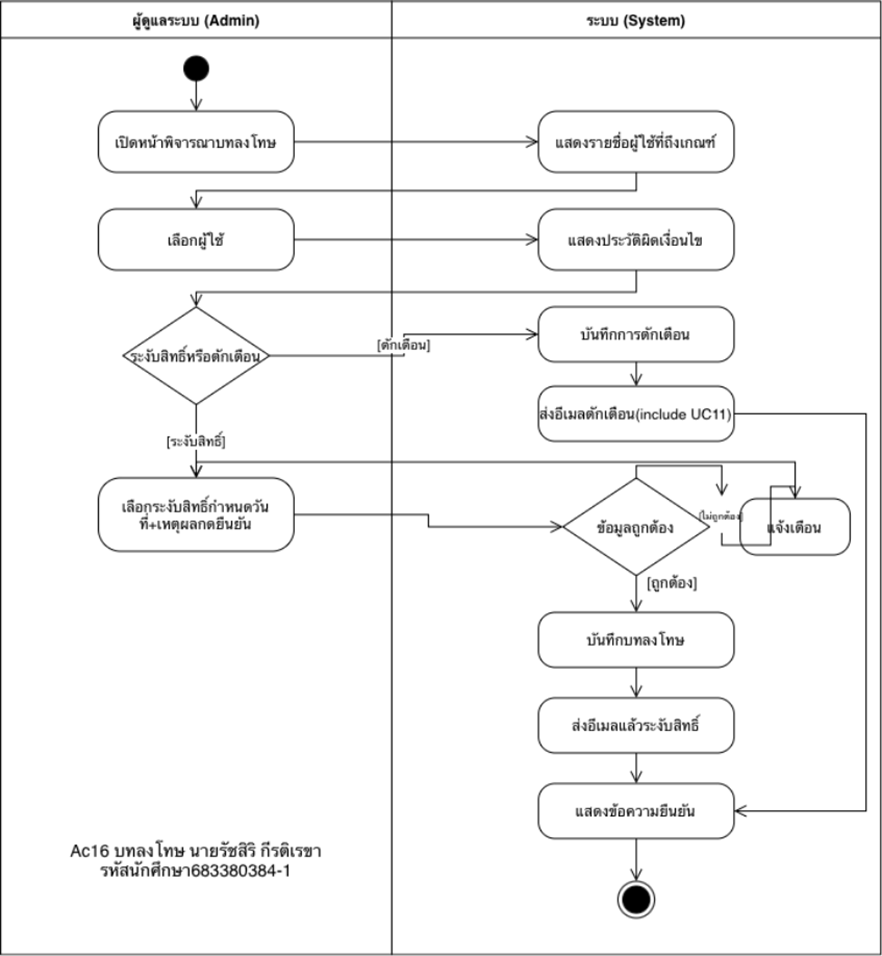 ผู้ดูแลระบบ (Admin)
ระบบ (System)
เปิดหน้าพิจารณาบทลงโทษ
แสดงรายชื่อผู้ใช้ที่ถึงเกณฑ์
เลือกผู้ใช้
แสดงประวัติผิดเงื่อนไข
ระงับสิทธิ์หรือตักเตือน
[ตักเตือน]
บันทึกการตักเตือน
ส่งอีเมลตักเตือน(include UC11)
[ระงับสิทธิ์]
เลือกระงับสิทธิ์กำหนดวัน
ที่+เหตุผลกดยืนยัน
ข้อมูลถูกต้อง
[ไม่ถูกต้อง]
แจ้งเตือน
[ถูกต้อง]
บันทึกบทลงโทษ
ส่งอีเมลแล้วระงับสิทธิ์
แสดงข้อความยืนยัน
Ac16 บทลงโทษ นายรัชสิริ กีรติเรขา
รหัสนักศึกษา683380384-1